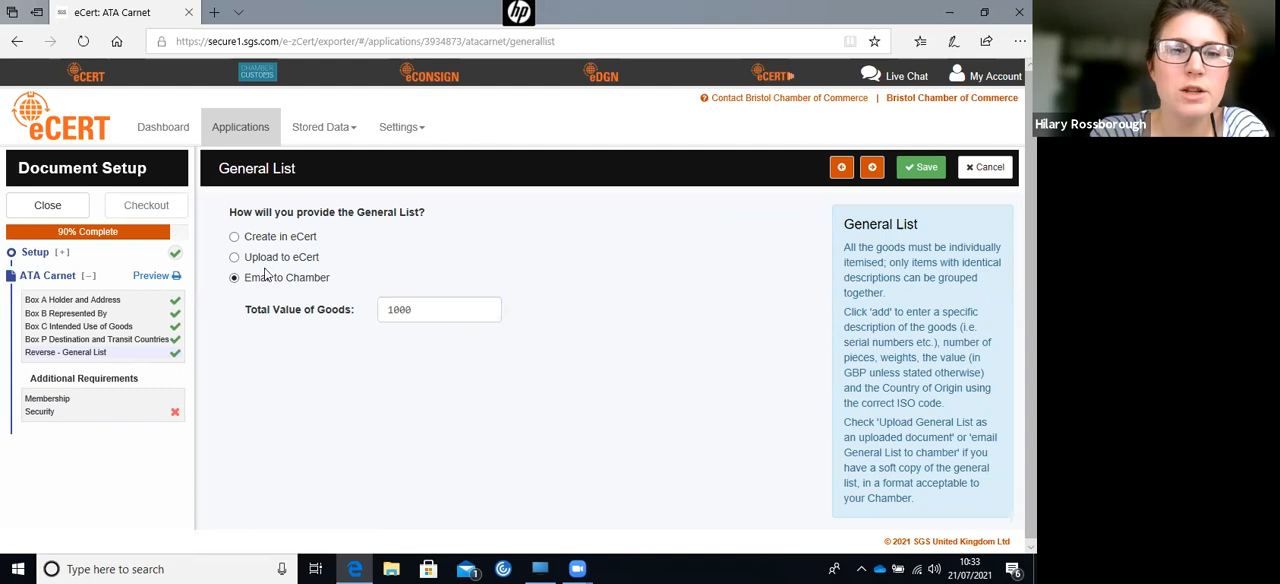 eCert: ATA Carnet
hp
https://secure1.sgs.com/e-zCert/exporter/#/applications/3934873/atacarnet/generallist
eCERT
CHAMBER CUSTOMS
eCONSIGN
eDGN
eCERT
Live Chat
My Account
Contact Bristol Chamber of Commerce | Bristol Chamber of Commerce
eCERT
Dashboard
Applications
Stored Data
Settings
Hilary Rossborough
Document Setup
General List
Save
Cancel
Close
Checkout
90% Complete
Setup [+]
ATA Carnet [–]
Preview
Box A Holder and Address
Box B Represented By
Box C Intended Use of Goods
Box P Destination and Transit Countries
Reverse - General List
Additional Requirements
Membership
Security
How will you provide the General List?
Create in eCert
Upload to eCert
Email to Chamber
Total Value of Goods:
1000
General List
All the goods must be individually
itemised; only items with identical
descriptions can be grouped
together.
Click 'add' to enter a specific
description of the goods (i.e.
serial numbers etc.), number of
pieces, weights, the value (in
GBP unless stated otherwise)
and the Country of Origin using
the correct ISO code.
Check 'Upload General List as
an uploaded document' or 'email
General List to chamber' if you
have a soft copy of the general
list, in a format acceptable to
your Chamber.
© 2021 SGS United Kingdom Ltd
Type here to search
1
10:33
21/07/2021
6